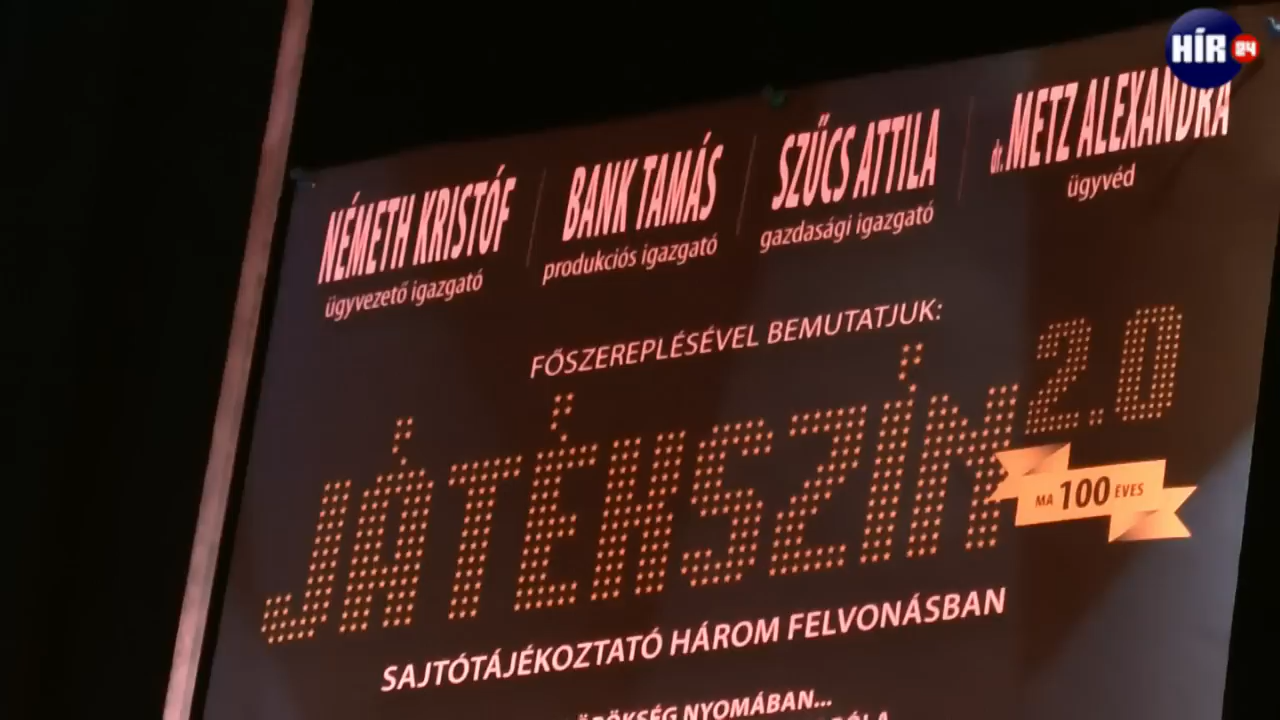 HÍR 24
NÉMETH KRISTÓF
ügyvezető igazgató
BANK TAMÁS
produkciós igazgató
SZŰCS ATTILA
gazdasági igazgató
dr. METZ ALEXANDRA
ügyvéd
FŐSZEREPLÉSÉVEL BEMUTATJUK:
JÁTÉKSZÍN 2.0
MA 100 ÉVES
SAJTÓTÁJÉKOZTATÓ HÁROM FELVONÁSBAN
NYOMÁBAN...